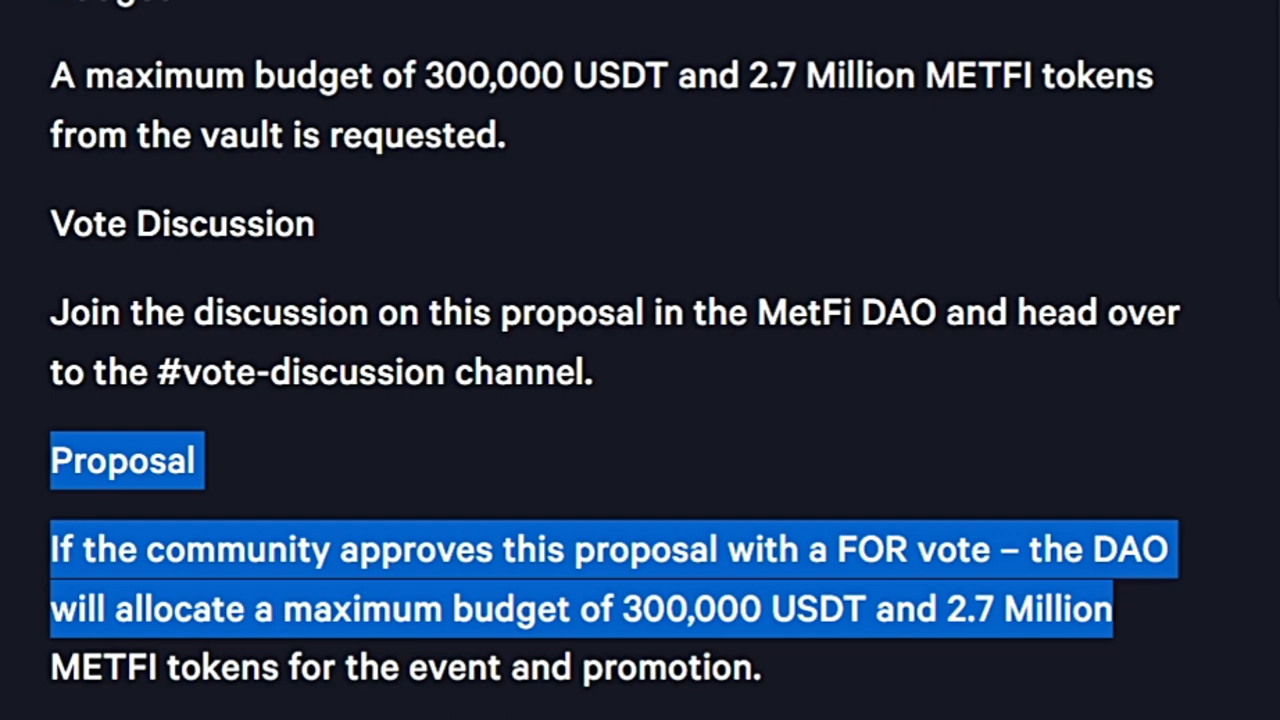 A maximum budget of 300,000 USDT and 2.7 Million METFI tokens
from the vault is requested.
Vote Discussion
Join the discussion on this proposal in the MetFi DAO and head over
to the #vote-discussion channel.
Proposal
If the community approves this proposal with a FOR vote – the DAO
will allocate a maximum budget of 300,000 USDT and 2.7 Million
METFI tokens for the event and promotion.